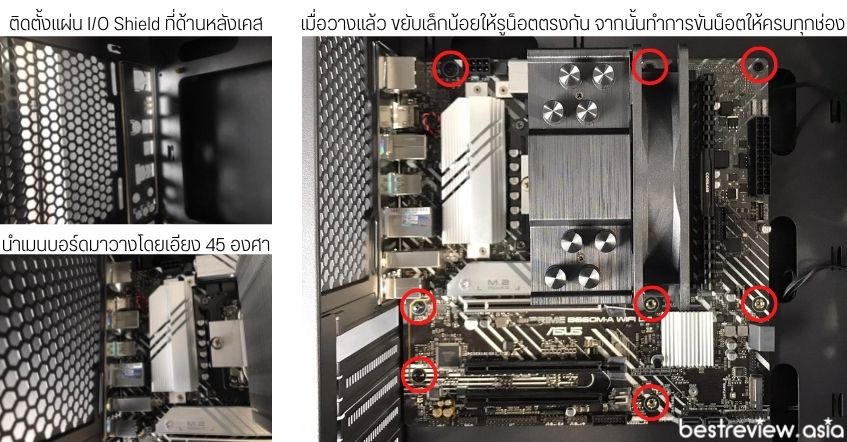 ติดตั้งแผ่น I/O Shield ที่ด้านหลังเคส
เมื่อวางแล้ว ขยับเล็กน้อยให้รูน็อตตรงกัน จากนั้นทำการขันน็อตให้ครบทุกช่อง
นำเมนบอร์ดมาวางโดยเอียง 45 องศา
CORSAIR
M.2
M.2
PRIME B660M-A WIFI
ASUS
bestreview.asia